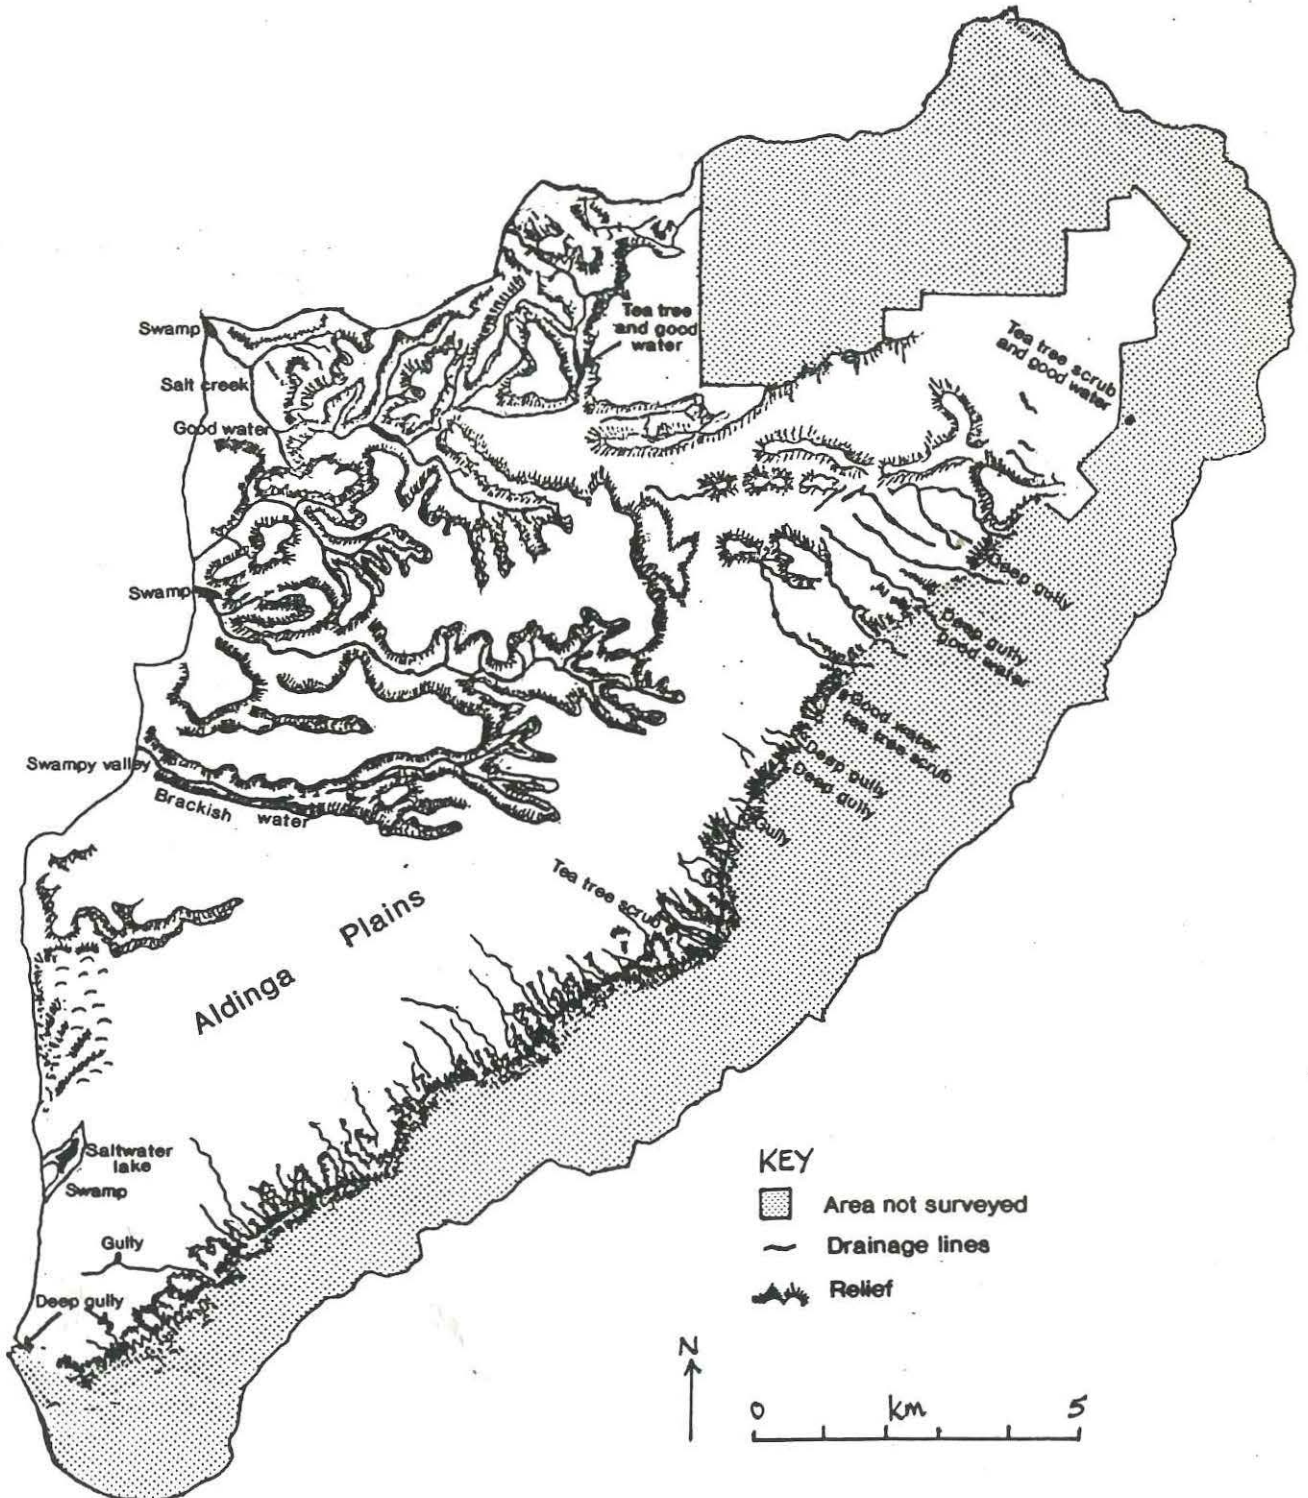 Tea tree
and good
water
Swamp
Salt creek
Good water
Tea tree scrub
and good water
Swamp
Deep gully
Deep gully
good water
Good water
tea tree scrub
Swampy valley
Brackish water
Deep gully
Deep gully
Gully
Tea tree scrub
Aldinga Plains
Saltwater
lake
Swamp
Gully
Deep gully
KEY
Area not surveyed
Drainage lines
Relief
N
0 km 5